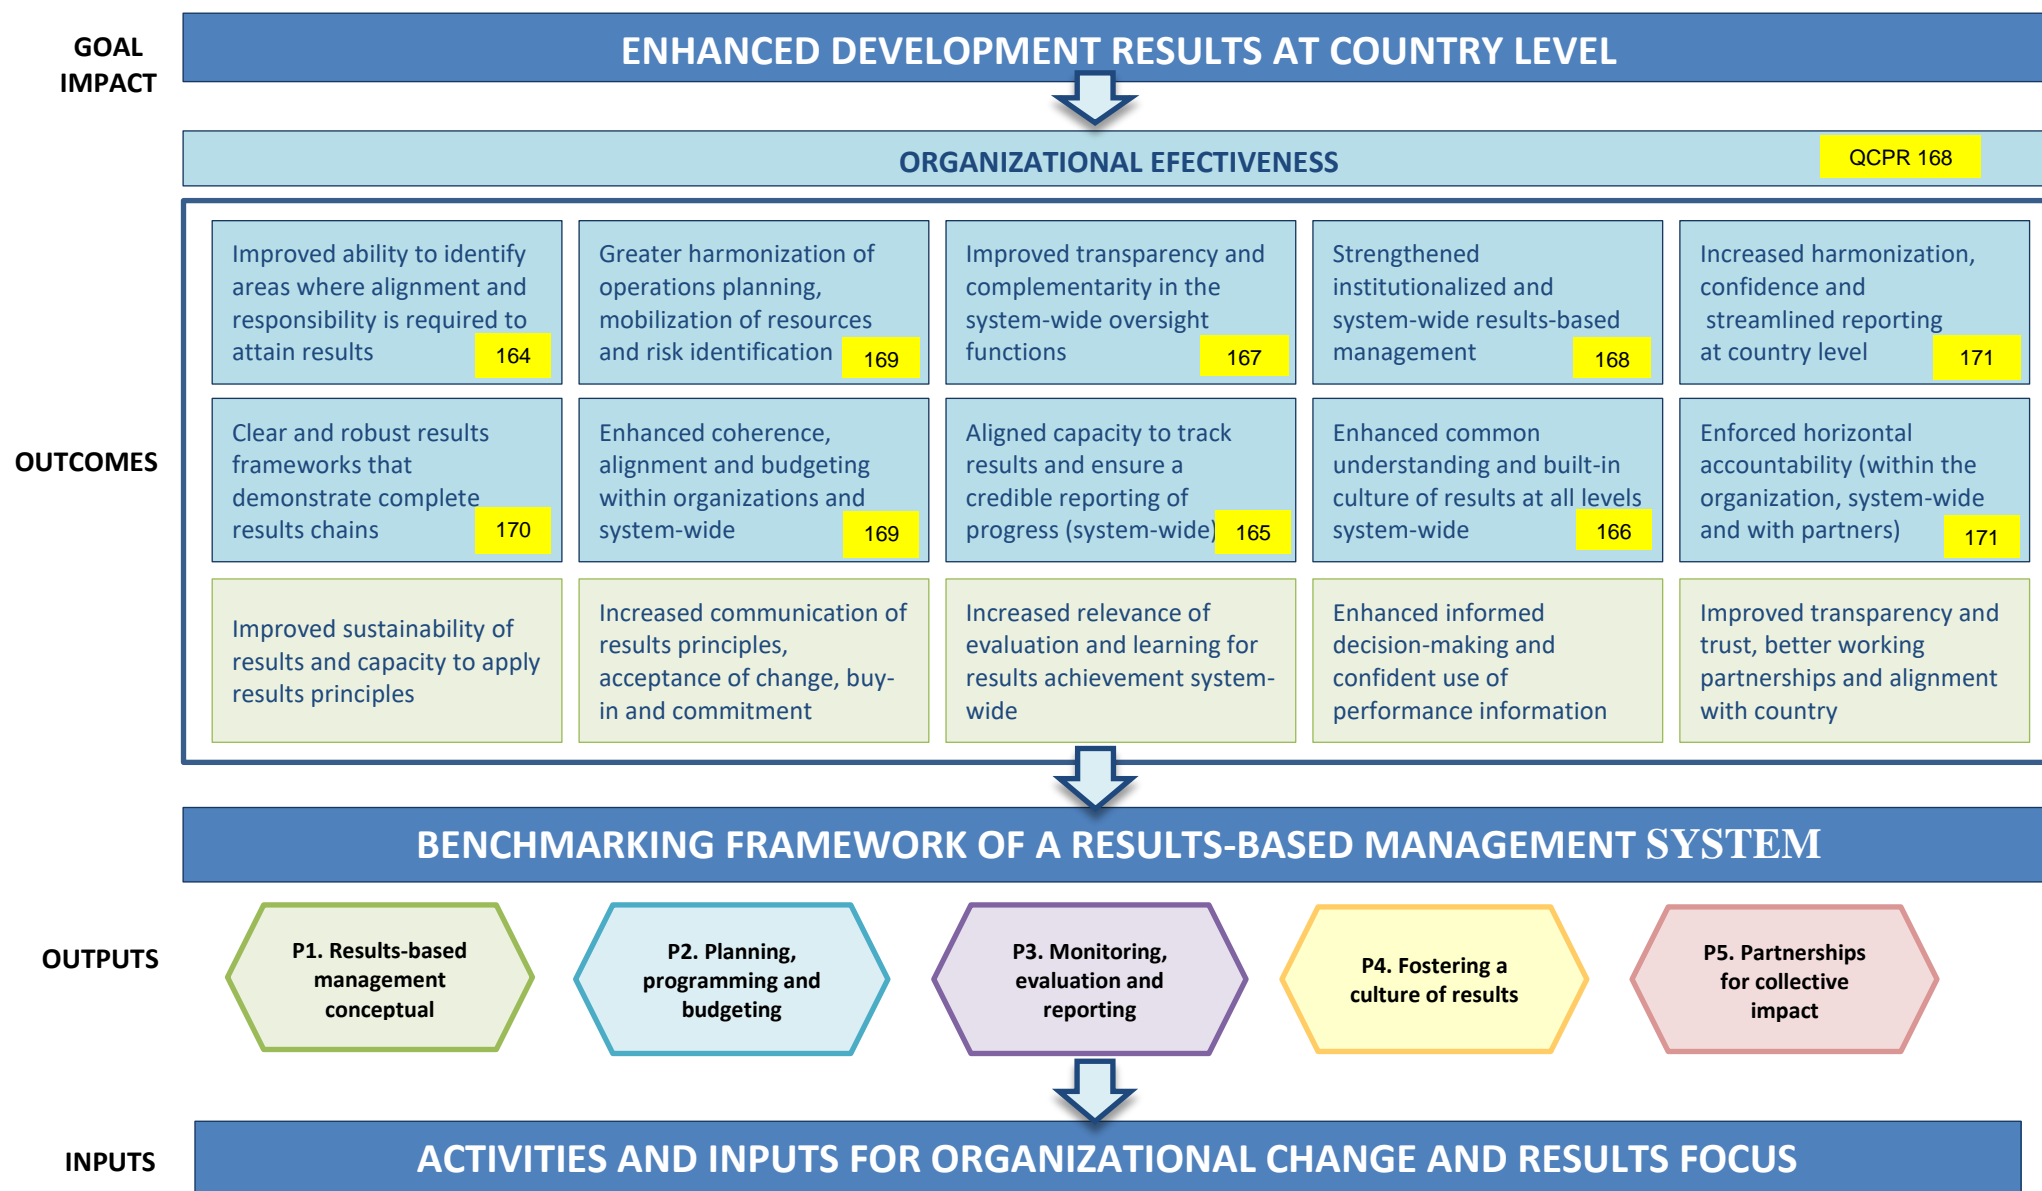 GOAL
IMPACT
ENHANCED DEVELOPMENT RESULTS AT COUNTRY LEVEL
ORGANIZATIONAL EFECTIVENESS
QCPR 168
OUTCOMES
Improved ability to identify
areas where alignment and
responsibility is required to
attain results
164
Greater harmonization of
operations planning,
mobilization of resources
and risk identification
169
Improved transparency and
complementarity in the
system-wide oversight
functions
167
Strengthened
institutionalized and
system-wide results-based
management
168
Increased harmonization,
confidence and
streamlined reporting
at country level
171
Clear and robust results
frameworks that
demonstrate complete
results chains
170
Enhanced coherence,
alignment and budgeting
within organizations and
system-wide
169
Aligned capacity to track
results and ensure a
credible reporting of
progress (system-wide)
165
Enhanced common
understanding and built-in
culture of results at all levels
system-wide
166
Enforced horizontal
accountability (within the
organization, system-wide
and with partners)
171
Improved sustainability of
results and capacity to apply
results principles
Increased communication of
results principles,
acceptance of change, buy-
in and commitment
Increased relevance of
evaluation and learning for
results achievement system-
wide
Enhanced informed
decision-making and
confident use of
performance information
Improved transparency and
trust, better working
partnerships and alignment
with country
BENCHMARKING FRAMEWORK OF A RESULTS-BASED MANAGEMENT SYSTEM
OUTPUTS
P1. Results-based
management
conceptual
P2. Planning,
programming and
budgeting
P3. Monitoring,
evaluation and
reporting
P4. Fostering a
culture of results
P5. Partnerships
for collective
impact
INPUTS
ACTIVITIES AND INPUTS FOR ORGANIZATIONAL CHANGE AND RESULTS FOCUS